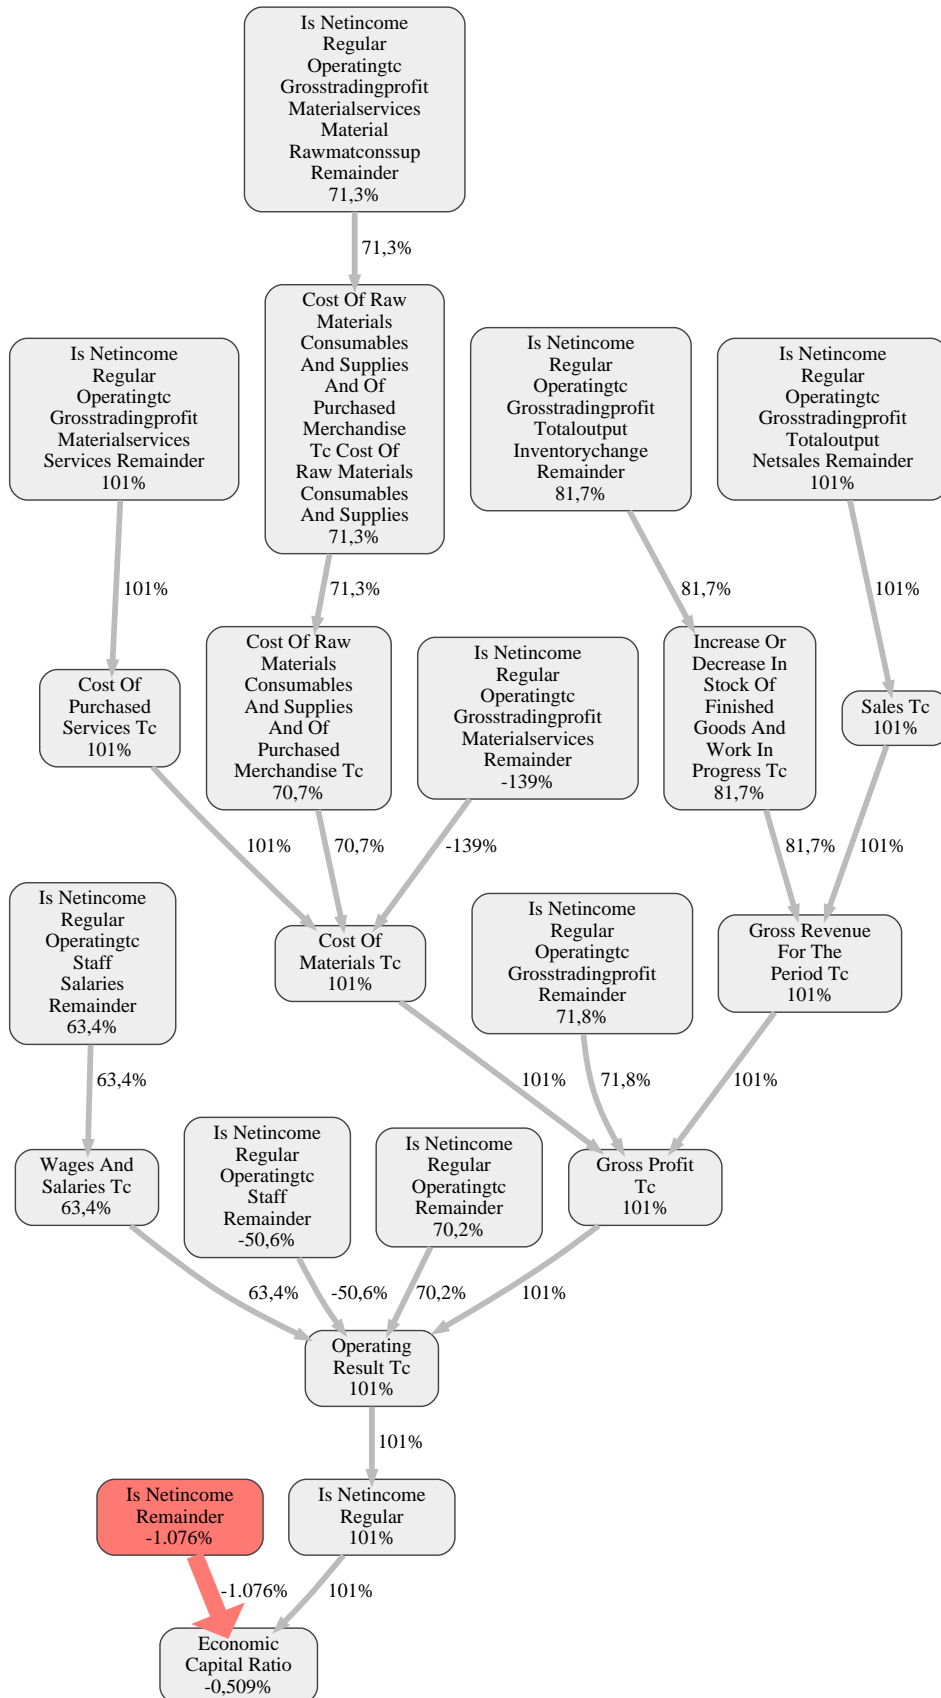 Is Netincome
Regular
Operatingtc
Grosstradingprofit
Materialservices
Material
Rawmatconssup
Remainder
71,3%
71,3%
Is Netincome
Regular
Operatingtc
Grosstradingprofit
Materialservices
Services Remainder
101%
Cost Of Raw
Materials
Consumables
And Supplies
And Of
Purchased
Merchandise
Tc Cost Of
Raw Materials
Consumables
And Supplies
71,3%
Is Netincome
Regular
Operatingtc
Grosstradingprofit
Totaloutput
Inventorychange
Remainder
81,7%
Is Netincome
Regular
Operatingtc
Grosstradingprofit
Totaloutput
Netsales Remainder
101%
101%
71,3%
81,7%
101%
Cost Of
Purchased
Services Tc
101%
Cost Of Raw
Materials
Consumables
And Supplies
And Of
Purchased
Merchandise Tc
70,7%
Is Netincome
Regular
Operatingtc
Grosstradingprofit
Materialservices
Remainder
-139%
Increase Or
Decrease In
Stock Of
Finished
Goods And
Work In
Progress Tc
81,7%
Sales Tc
101%
101%
70,7%
-139%
81,7%
101%
Is Netincome
Regular
Operatingtc
Staff
Salaries
Remainder
63,4%
Cost Of
Materials Tc
101%
Is Netincome
Regular
Operatingtc
Grosstradingprofit
Remainder
71,8%
Gross Revenue
For The
Period Tc
101%
63,4%
101%
71,8%
101%
Wages And
Salaries Tc
63,4%
Is Netincome
Regular
Operatingtc
Staff
Remainder
-50,6%
Is Netincome
Regular
Operatingtc
Remainder
70,2%
Gross Profit
Tc
101%
63,4%
-50,6%
70,2%
101%
Operating
Result Tc
101%
101%
Is Netincome
Remainder
-1.076%
Is Netincome
Regular
101%
-1.076%
101%
Economic
Capital Ratio
-0,509%